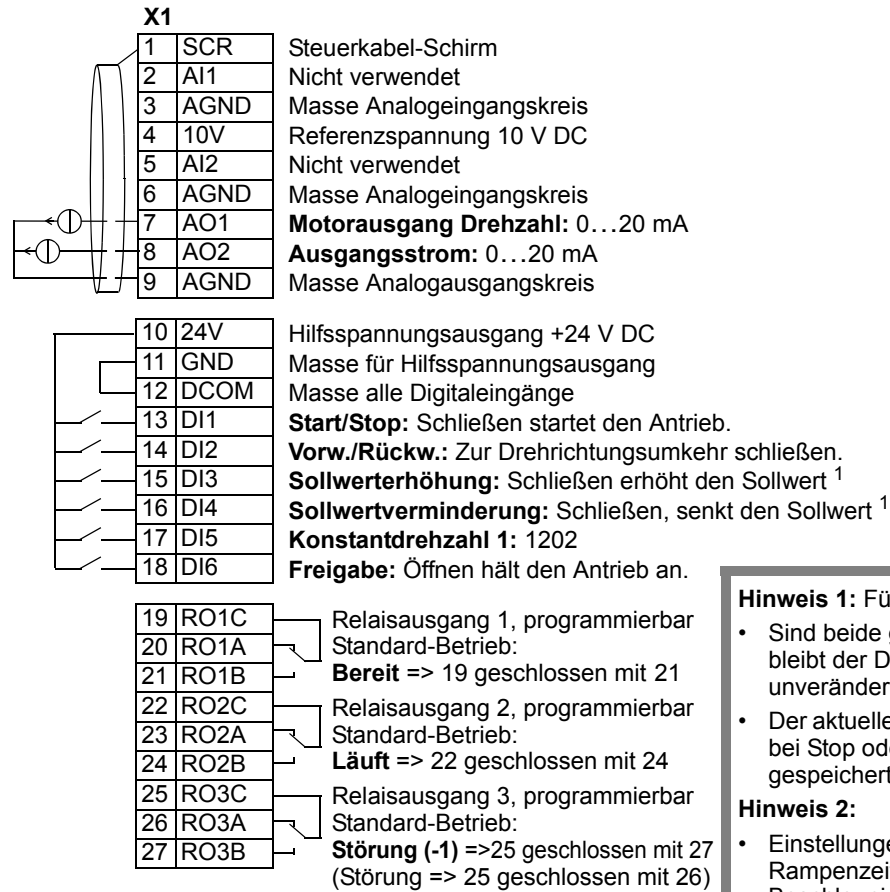 X1
1 SCR Steuerkabel-Schirm
2 AI1 Nicht verwendet
3 AGND Masse Analogeingangskreis
4 10V Referenzspannung 10 V DC
5 AI2 Nicht verwendet
6 AGND Masse Analogeingangskreis
7 AO1 Motorausgang Drehzahl: 0…20 mA
8 AO2 Ausgangsstrom: 0…20 mA
9 AGND Masse Analogausgangskreis
10 24V Hilfsspannungsausgang +24 V DC
11 GND Masse für Hilfsspannungsausgang
12 DCOM Masse alle Digitaleingänge
13 DI1 Start/Stop: Schließen startet den Antrieb.
14 DI2 Vorw./Rückw.: Zur Drehrichtungsumkehr schließen.
15 DI3 Sollwerterhöhung: Schließen erhöht den Sollwert 1
16 DI4 Sollwertverminderung: Schließen, senkt den Sollwert 1
17 DI5 Konstantdrehzahl 1: 1202
18 DI6 Freigabe: Öffnen hält den Antrieb an.
19 RO1C Relaisausgang 1, programmierbar
20 RO1A Standard-Betrieb:
21 RO1B Bereit => 19 geschlossen mit 21
22 RO2C Relaisausgang 2, programmierbar
23 RO2A Standard-Betrieb:
24 RO2B Läuft => 22 geschlossen mit 24
25 RO3C Relaisausgang 3, programmierbar
26 RO3A Standard-Betrieb:
27 RO3B Störung (-1) =>25 geschlossen mit 27
(Störung => 25 geschlossen mit 26)
Hinweis 1: Fü
• Sind beide
bleibt der D
unveränder
• Der aktuelle
bei Stop od
gespeichert
Hinweis 2:
• Einstellunge
Rampenzei